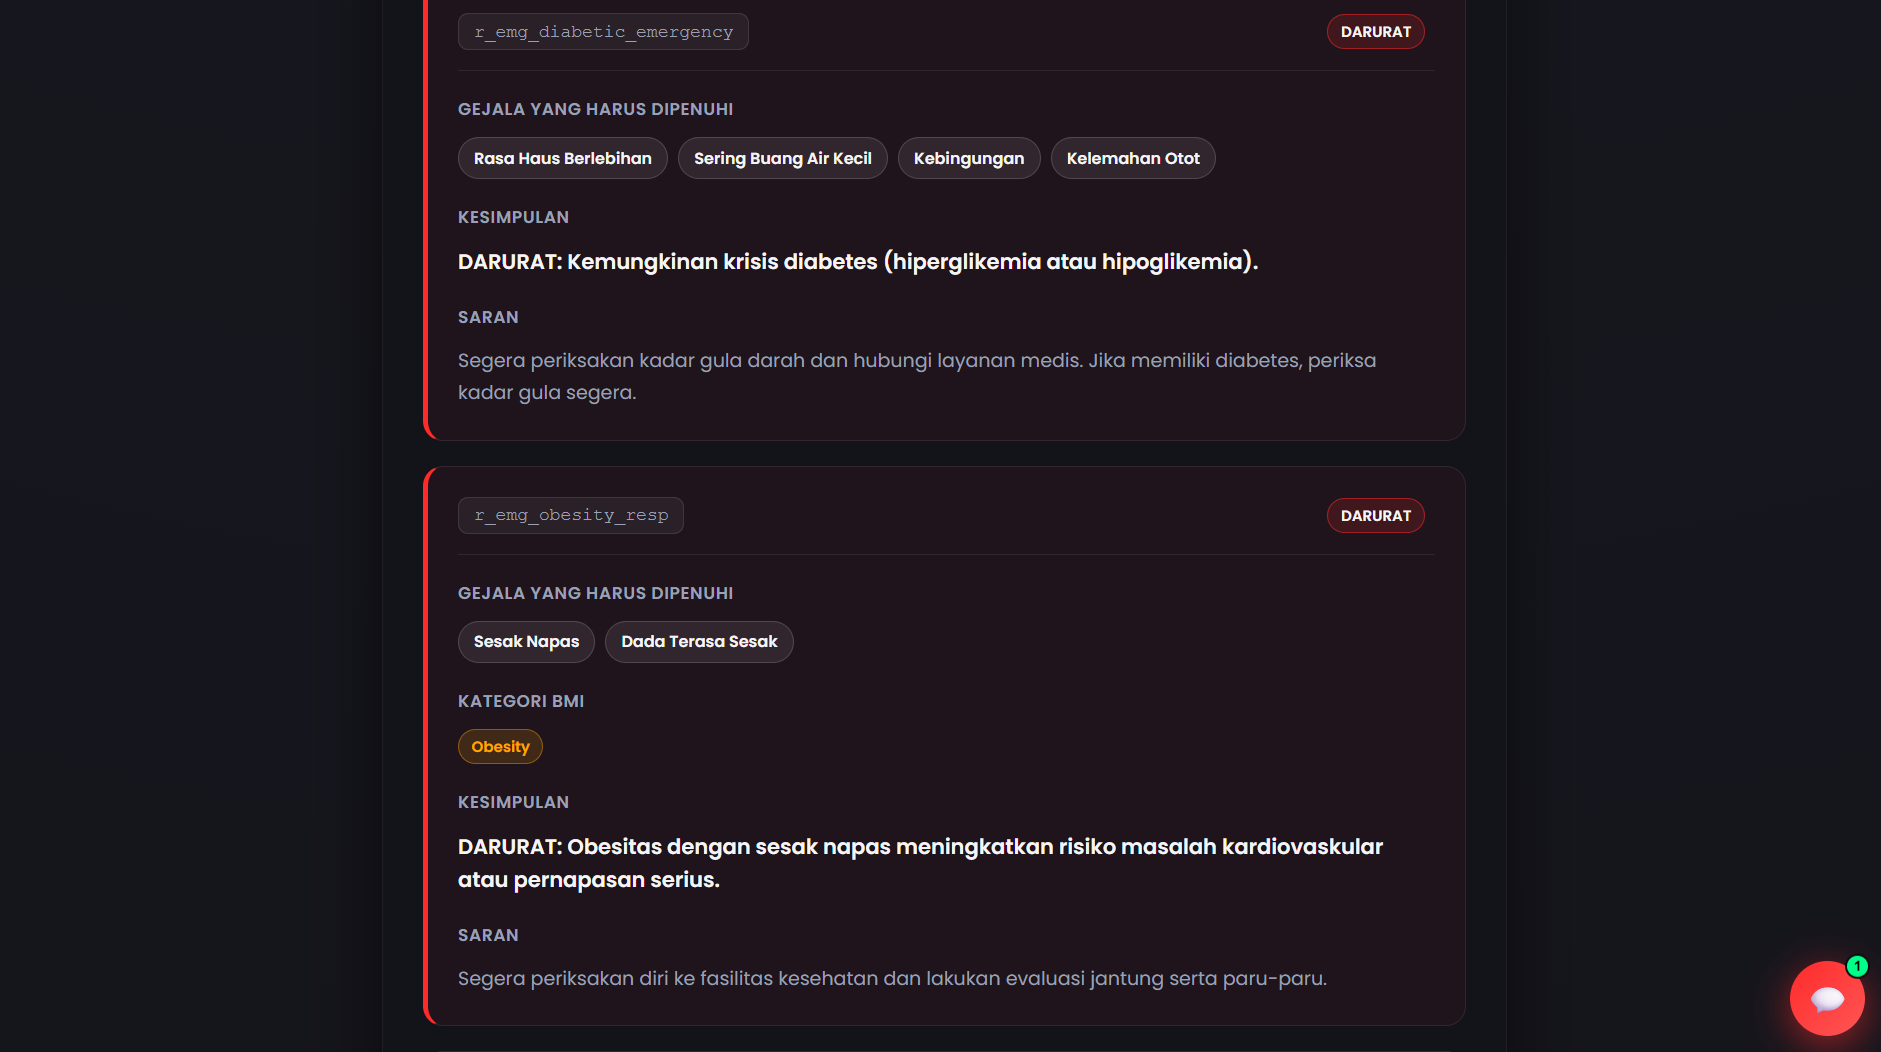 r_emg_diabetic_emergency
DARURAT
GEJALA YANG HARUS DIPENUHI
Rasa Haus Berlebihan
Sering Buang Air Kecil
Kebingungan
Kelemahan Otot
KESIMPULAN
DARURAT: Kemungkinan krisis diabetes (hiperglikemia atau hipoglikemia).
SARAN
Segera periksakan kadar gula darah dan hubungi layanan medis. Jika memiliki diabetes, periksa
kadar gula segera.
r_emg_obesity_resp
DARURAT
GEJALA YANG HARUS DIPENUHI
Sesak Napas
Dada Terasa Sesak
KATEGORI BMI
Obesity
KESIMPULAN
DARURAT: Obesitas dengan sesak napas meningkatkan risiko masalah kardiovaskular
atau pernapasan serius.
SARAN
Segera periksakan diri ke fasilitas kesehatan dan lakukan evaluasi jantung serta paru-paru.
1